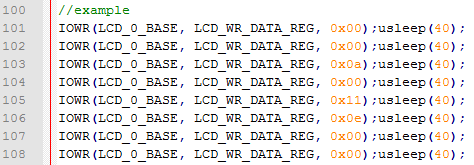 100 //example
101 IOWR(LCD_0_BASE, LCD_WR_DATA_REG, 0x00);usleep(40);
102 IOWR(LCD_0_BASE, LCD_WR_DATA_REG, 0x00);usleep(40);
103 IOWR(LCD_0_BASE, LCD_WR_DATA_REG, 0x0a);usleep(40);
104 IOWR(LCD_0_BASE, LCD_WR_DATA_REG, 0x00);usleep(40);
105 IOWR(LCD_0_BASE, LCD_WR_DATA_REG, 0x11);usleep(40);
106 IOWR(LCD_0_BASE, LCD_WR_DATA_REG, 0x0e);usleep(40);
107 IOWR(LCD_0_BASE, LCD_WR_DATA_REG, 0x00);usleep(40);
108 IOWR(LCD_0_BASE, LCD_WR_DATA_REG, 0x00);usleep(40);